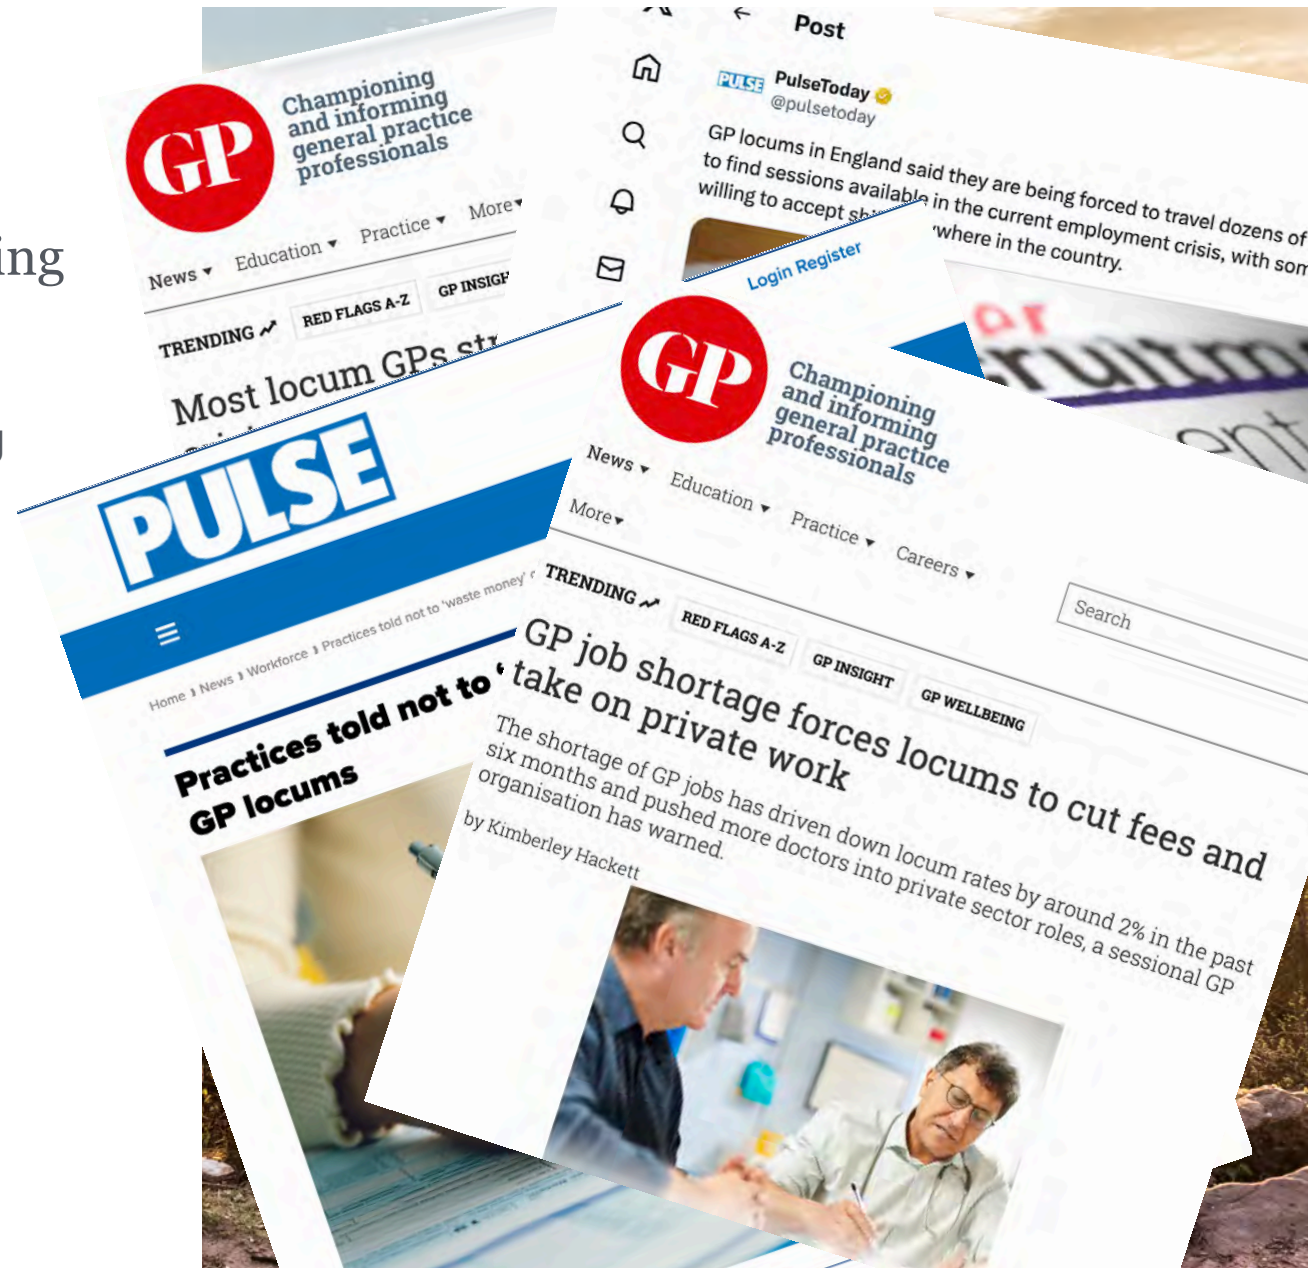 ing
GP
Championing
and informing
general practice
professionals
News
Education
Practice
More
TRENDING
RED FLAGS A-Z
GP INSIGH
Most locum GPs str
Post
PULSE
PulseToday
@pulsetoday
GP locums in England said they are being forced to travel dozens of
to find sessions available in the current employment crisis, with som
willing to accept where in the country.
Login Register
PULSE
Home › News › Workforce › Practices told not to 'waste money'
Practices told not to '
GP locums
GP
Championing
and informing
general practice
professionals
News
Education
Practice
Careers
More
Search
TRENDING
RED FLAGS A-Z
GP INSIGHT
GP WELLBEING
GP job shortage forces locums to cut fees and
take on private work
The shortage of GP jobs has driven down locum rates by around 2% in the past
six months and pushed more doctors into private sector roles, a sessional GP
organisation has warned.
by Kimberley Hackett